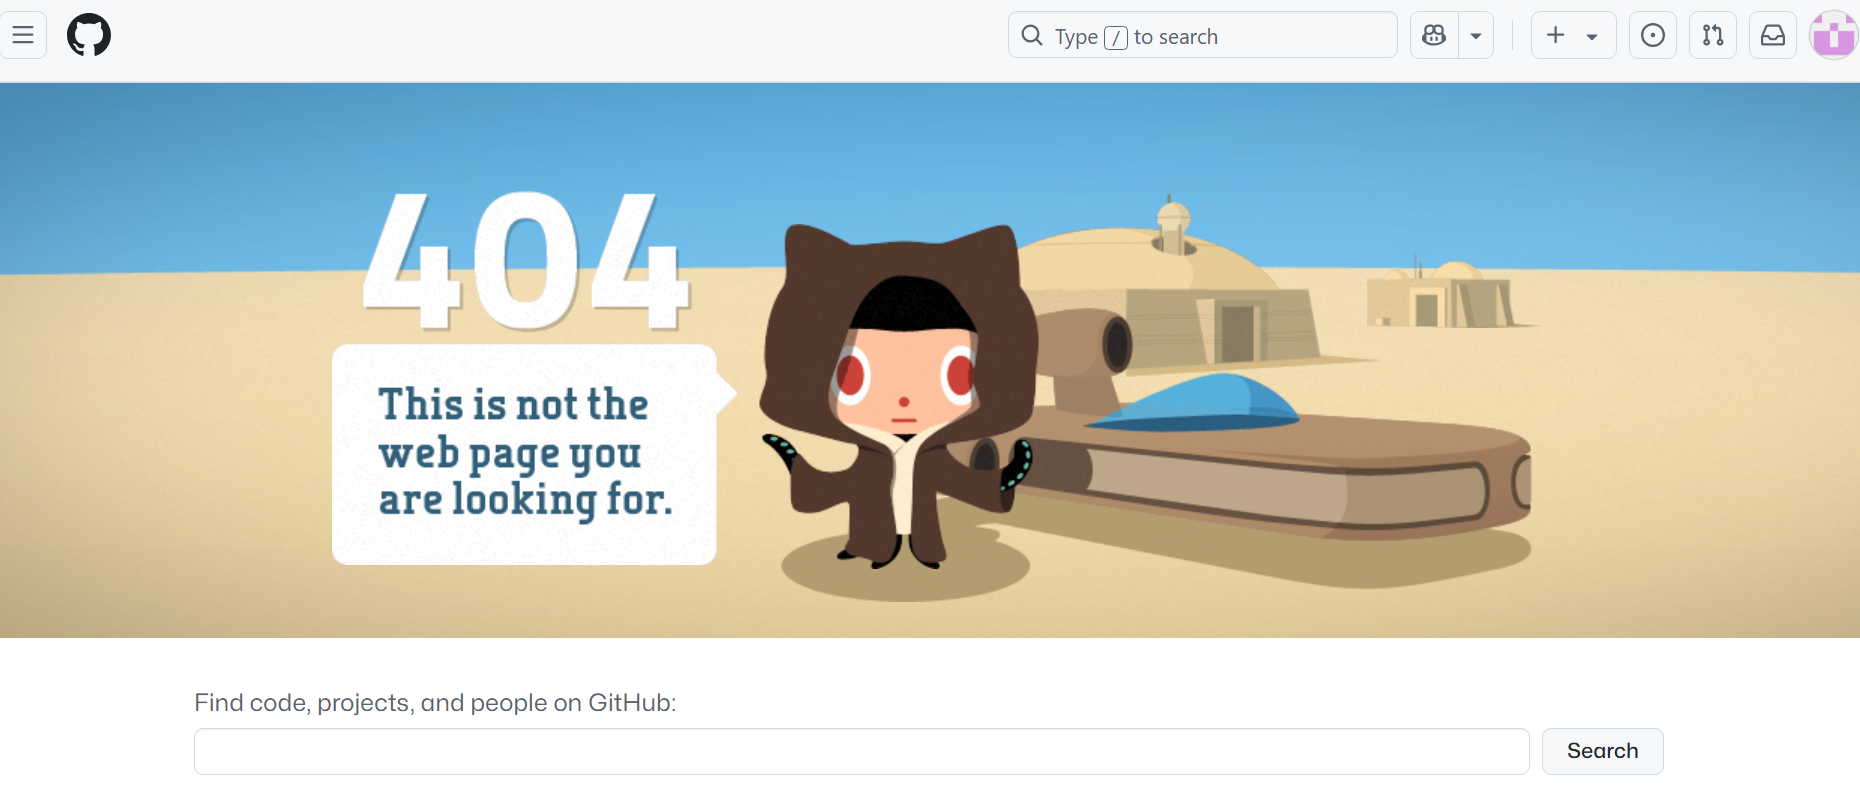 Type / to search
404
This is not the
web page you
are looking for.
Find code, projects, and people on GitHub:
Search